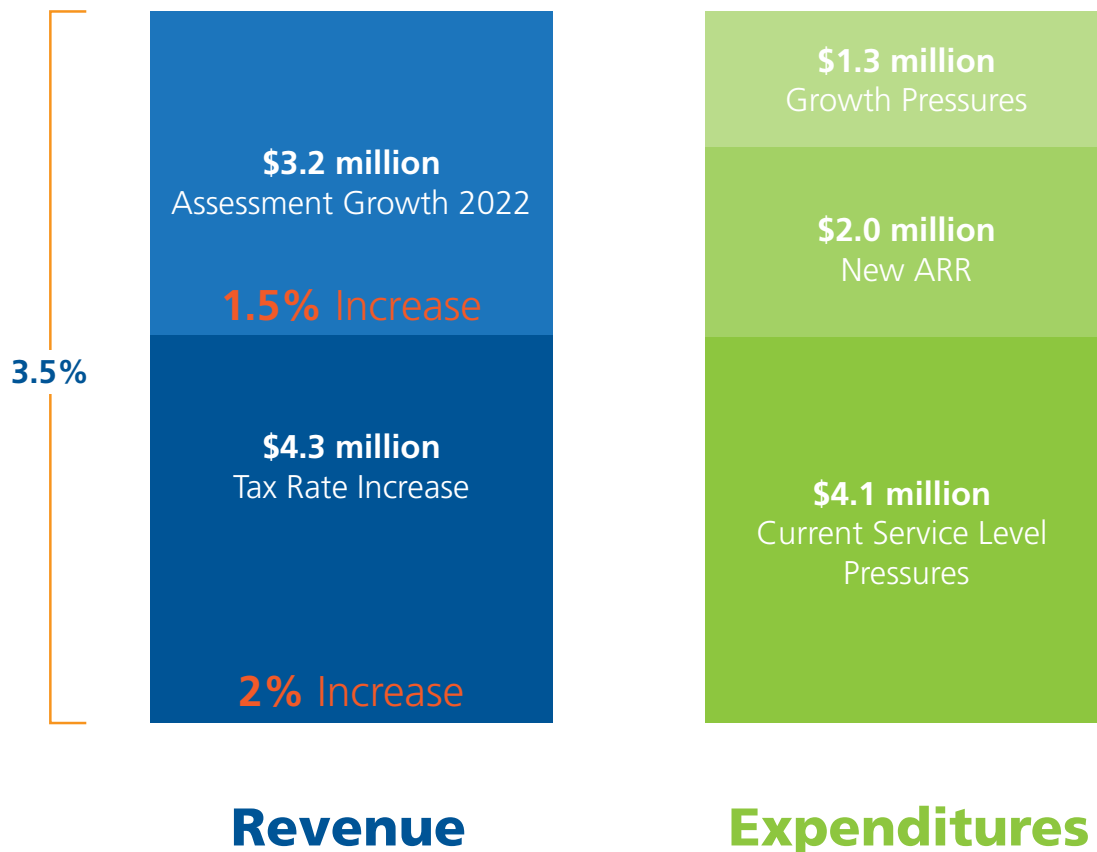 3.5%
$3.2 million
Assessment Growth 2022
1.5% Increase
$4.3 million
Tax Rate Increase
2% Increase
Revenue
$1.3 million
Growth Pressures
$2.0 million
New ARR
$4.1 million
Current Service Level
Pressures
Expenditures